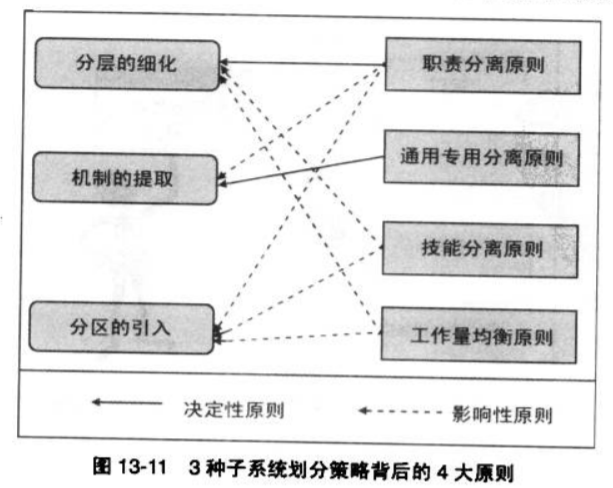 分层的细化
职责分离原则
机制的提取
通用专用分离原则
技能分离原则
分区的引入
工作量均衡原则
决定性原则
影响性原则
图 13-11 3种子系统划分策略背后的4大原则